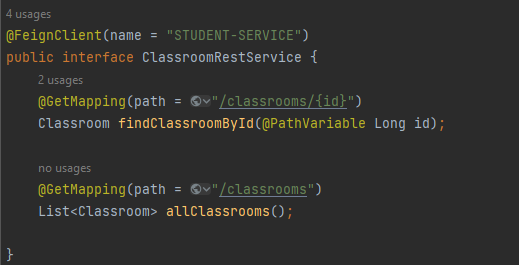 4 usages
@FeignClient(name = "STUDENT-SERVICE")
public interface ClassroomRestService {
2 usages
@GetMapping(path = "/classrooms/{id}")
Classroom findClassroomById(@PathVariable Long id);
no usages
@GetMapping(path = "/classrooms")
List<Classroom> allClassrooms();
}